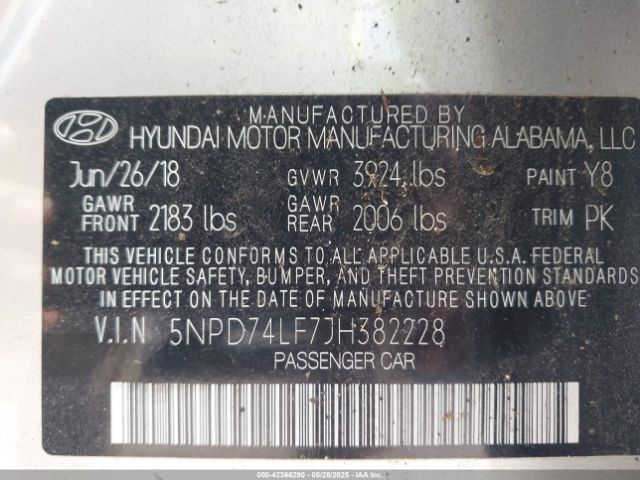 MANUFACTURED BY
HYUNDAI MOTOR MANUFACTURING ALABAMA, LLC
Jun/26/18 GVWR 3924 lbs PAINT Y8
GAWR FRONT 2183 lbs GAWR REAR 2006 lbs TRIM PK
THIS VEHICLE CONFORMS TO ALL APPLICABLE U.S.A. FEDERAL
MOTOR VEHICLE SAFETY, BUMPER, AND THEFT PREVENTION STANDARDS
IN EFFECT ON THE DATE OF MANUFACTURE SHOWN ABOVE.
V.I.N 5NPD74LF7JH382228
PASSENGER CAR
000-42366290 — 05/28/2025 — IAAI.COM